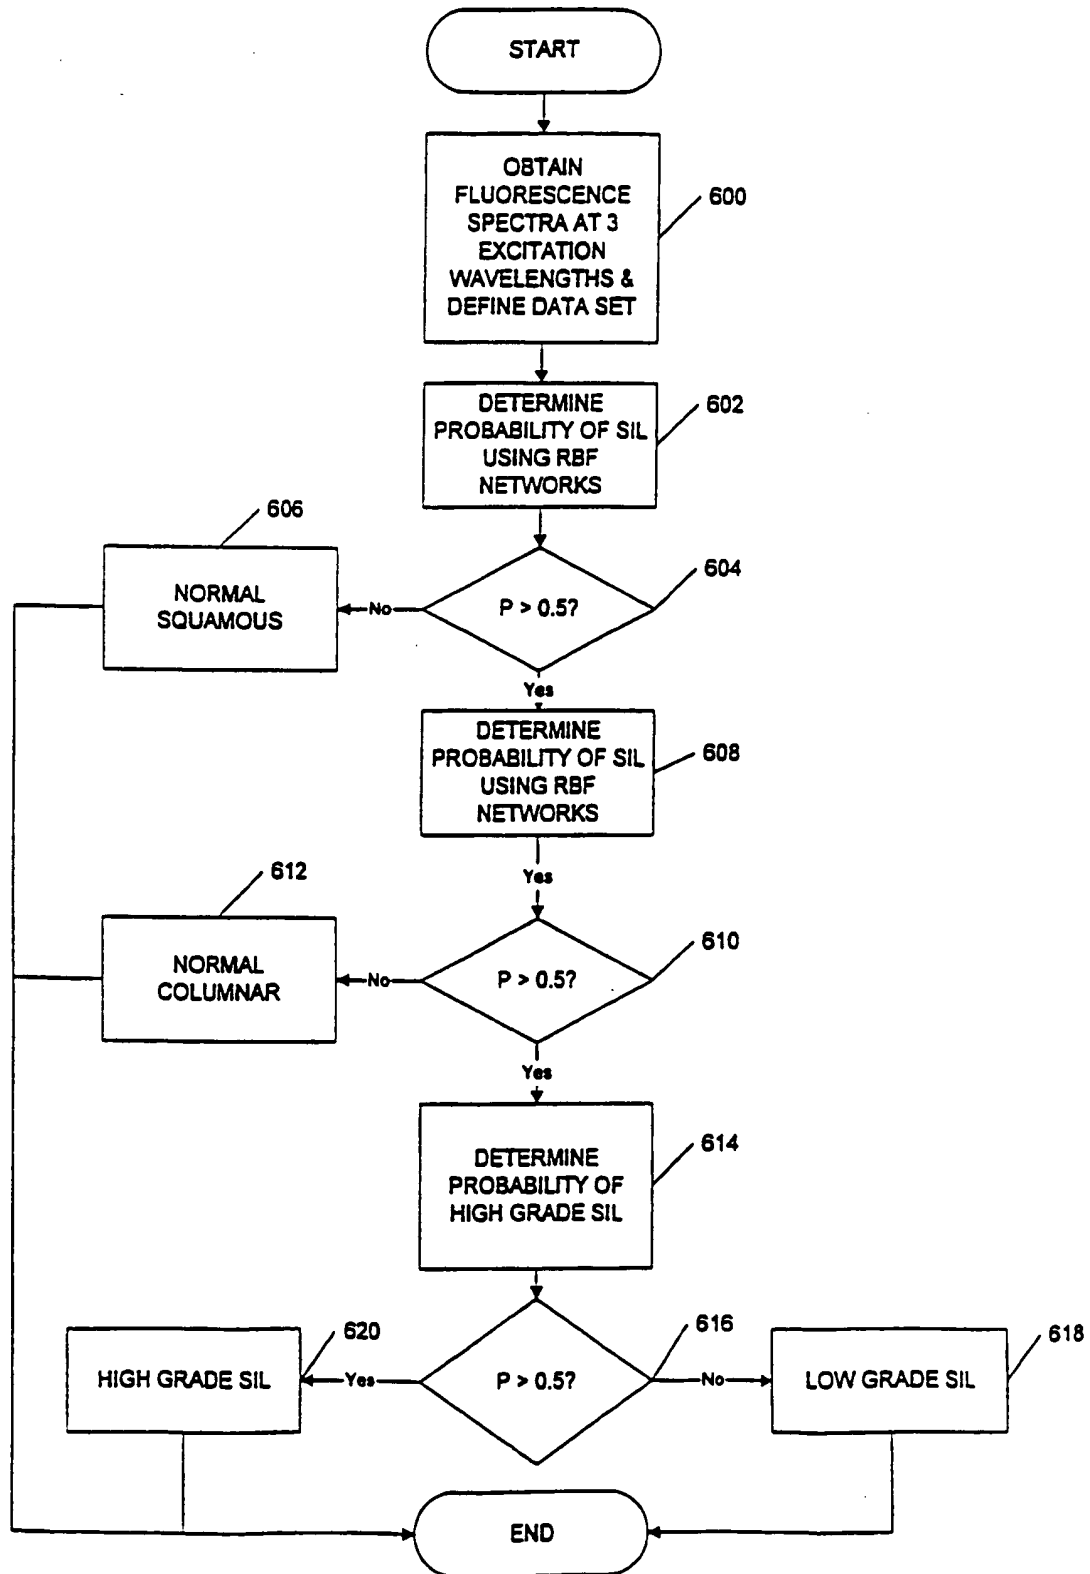 START
OBTAIN
FLUORESCENCE
SPECTRA AT 3
EXCITATION
WAVELENGTHS &
DEFINE DATA SET
600
DETERMINE
PROBABILITY OF SIL
USING RBF
NETWORKS
602
606
NORMAL
SQUAMOUS
No
P > 0.5?
604
Yes
DETERMINE
PROBABILITY OF SIL
USING RBF
NETWORKS
608
Yes
612
NORMAL
COLUMNAR
No
P > 0.5?
610
Yes
DETERMINE
PROBABILITY OF
HIGH GRADE SIL
614
620
HIGH GRADE SIL
Yes
P > 0.5?
616
No
618
LOW GRADE SIL
END